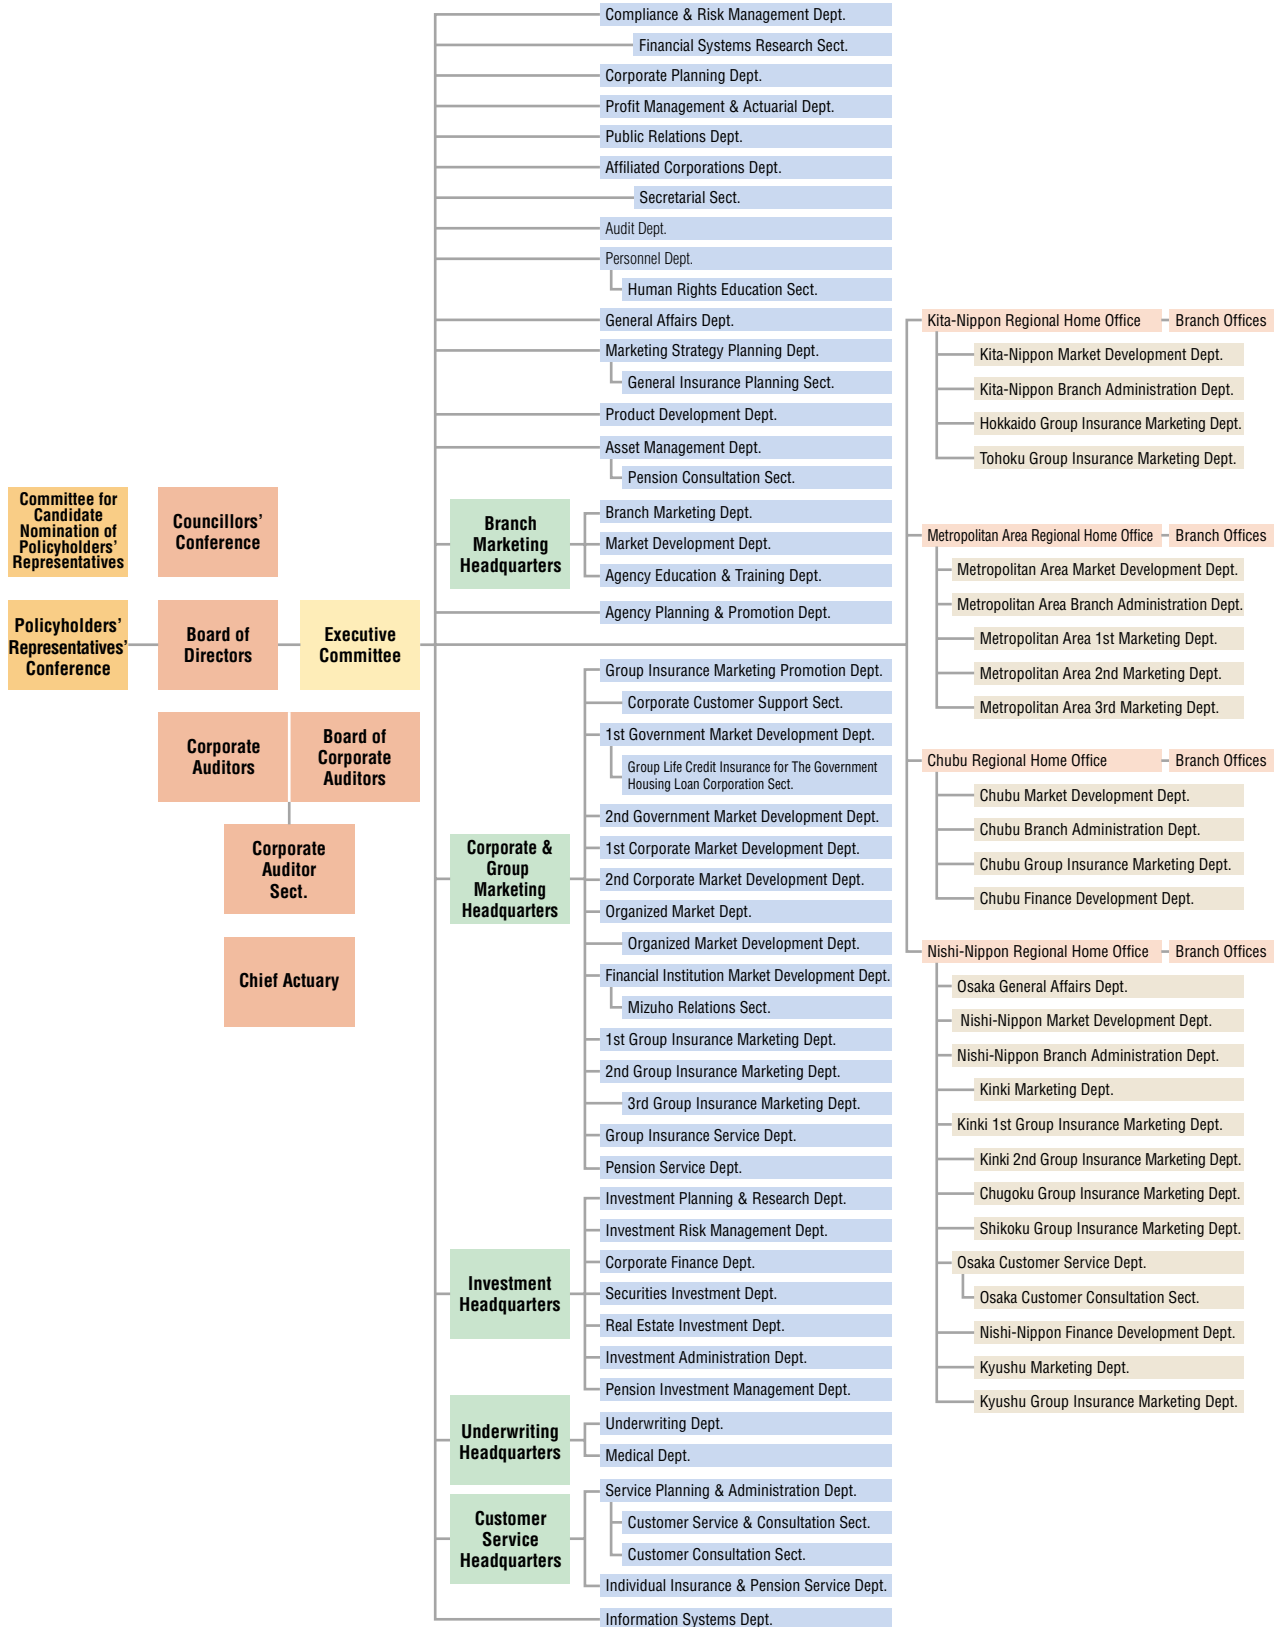 Committee for
Candidate
Nomination of
Policyholders'
Representatives
Councillors'
Conference
Policyholders'
Representatives'
Conference
Board of
Directors
Executive
Committee
Corporate
Auditors
Board of
Corporate
Auditors
Corporate
Auditor
Sect.
Chief Actuary
Compliance & Risk Management Dept.
Financial Systems Research Sect.
Corporate Planning Dept.
Profit Management & Actuarial Dept.
Public Relations Dept.
Affiliated Corporations Dept.
Secretarial Sect.
Audit Dept.
Personnel Dept.
Human Rights Education Sect.
General Affairs Dept.
Marketing Strategy Planning Dept.
General Insurance Planning Sect.
Product Development Dept.
Asset Management Dept.
Pension Consultation Sect.
Branch
Marketing
Headquarters
Branch Marketing Dept.
Market Development Dept.
Agency Education & Training Dept.
Agency Planning & Promotion Dept.
Corporate &
Group
Marketing
Headquarters
Group Insurance Marketing Promotion Dept.
Corporate Customer Support Sect.
1st Government Market Development Dept.
Group Life Credit Insurance for The Government
Housing Loan Corporation Sect.
2nd Government Market Development Dept.
1st Corporate Market Development Dept.
2nd Corporate Market Development Dept.
Organized Market Dept.
Organized Market Development Dept.
Financial Institution Market Development Dept.
Mizuho Relations Sect.
1st Group Insurance Marketing Dept.
2nd Group Insurance Marketing Dept.
3rd Group Insurance Marketing Dept.
Group Insurance Service Dept.
Pension Service Dept.
Investment
Headquarters
Investment Planning & Research Dept.
Investment Risk Management Dept.
Corporate Finance Dept.
Securities Investment Dept.
Real Estate Investment Dept.
Investment Administration Dept.
Pension Investment Management Dept.
Underwriting
Headquarters
Underwriting Dept.
Medical Dept.
Customer
Service
Headquarters
Service Planning & Administration Dept.
Customer Service & Consultation Sect.
Customer Consultation Sect.
Individual Insurance & Pension Service Dept.
Information Systems Dept.
Kita-Nippon Regional Home Office
Branch Offices
Kita-Nippon Market Development Dept.
Kita-Nippon Branch Administration Dept.
Hokkaido Group Insurance Marketing Dept.
Tohoku Group Insurance Marketing Dept.
Metropolitan Area Regional Home Office
Branch Offices
Metropolitan Area Market Development Dept.
Metropolitan Area Branch Administration Dept.
Metropolitan Area 1st Marketing Dept.
Metropolitan Area 2nd Marketing Dept.
Metropolitan Area 3rd Marketing Dept.
Chubu Regional Home Office
Branch Offices
Chubu Market Development Dept.
Chubu Branch Administration Dept.
Chubu Group Insurance Marketing Dept.
Chubu Finance Development Dept.
Nishi-Nippon Regional Home Office
Branch Offices
Osaka General Affairs Dept.
Nishi-Nippon Market Development Dept.
Nishi-Nippon Branch Administration Dept.
Kinki Marketing Dept.
Kinki 1st Group Insurance Marketing Dept.
Kinki 2nd Group Insurance Marketing Dept.
Chugoku Group Insurance Marketing Dept.
Shikoku Group Insurance Marketing Dept.
Osaka Customer Service Dept.
Osaka Customer Consultation Sect.
Nishi-Nippon Finance Development Dept.
Kyushu Marketing Dept.
Kyushu Group Insurance Marketing Dept.